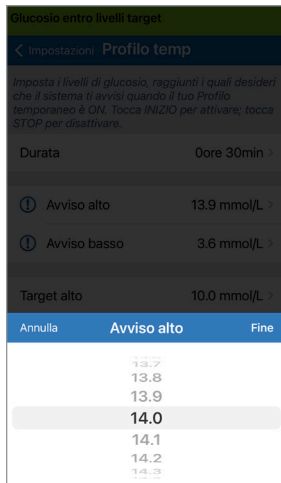 Glucosio entro livelli target
Impostazioni Profilo temp
Imposta i livelli di glucosio, raggiunti i quali desideri
che il sistema ti avvisi quando il tuo Profilo
temporaneo è ON. Tocca INIZIO per attivare; tocca
STOP per disattivare.
Durata 0ore 30min
Avviso alto 13.9 mmol/L
Avviso basso 3.6 mmol/L
Target alto 10.0 mmol/L
Annulla Avviso alto Fine
13.7
13.8
13.9
14.0
14.1
14.2
14.3